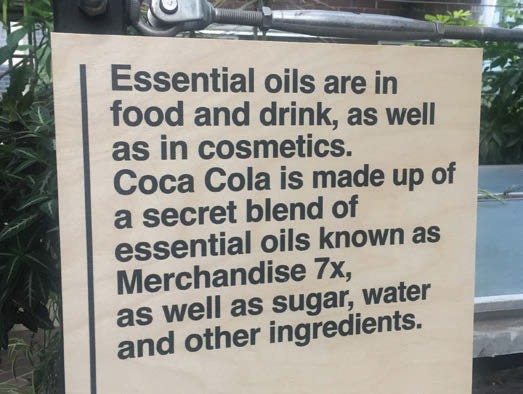 Essential oils are in
food and drink, as well
as in cosmetics.
Coca Cola is made up of
a secret blend of
essential oils known as
Merchandise 7x,
as well as sugar, water
and other ingredients.